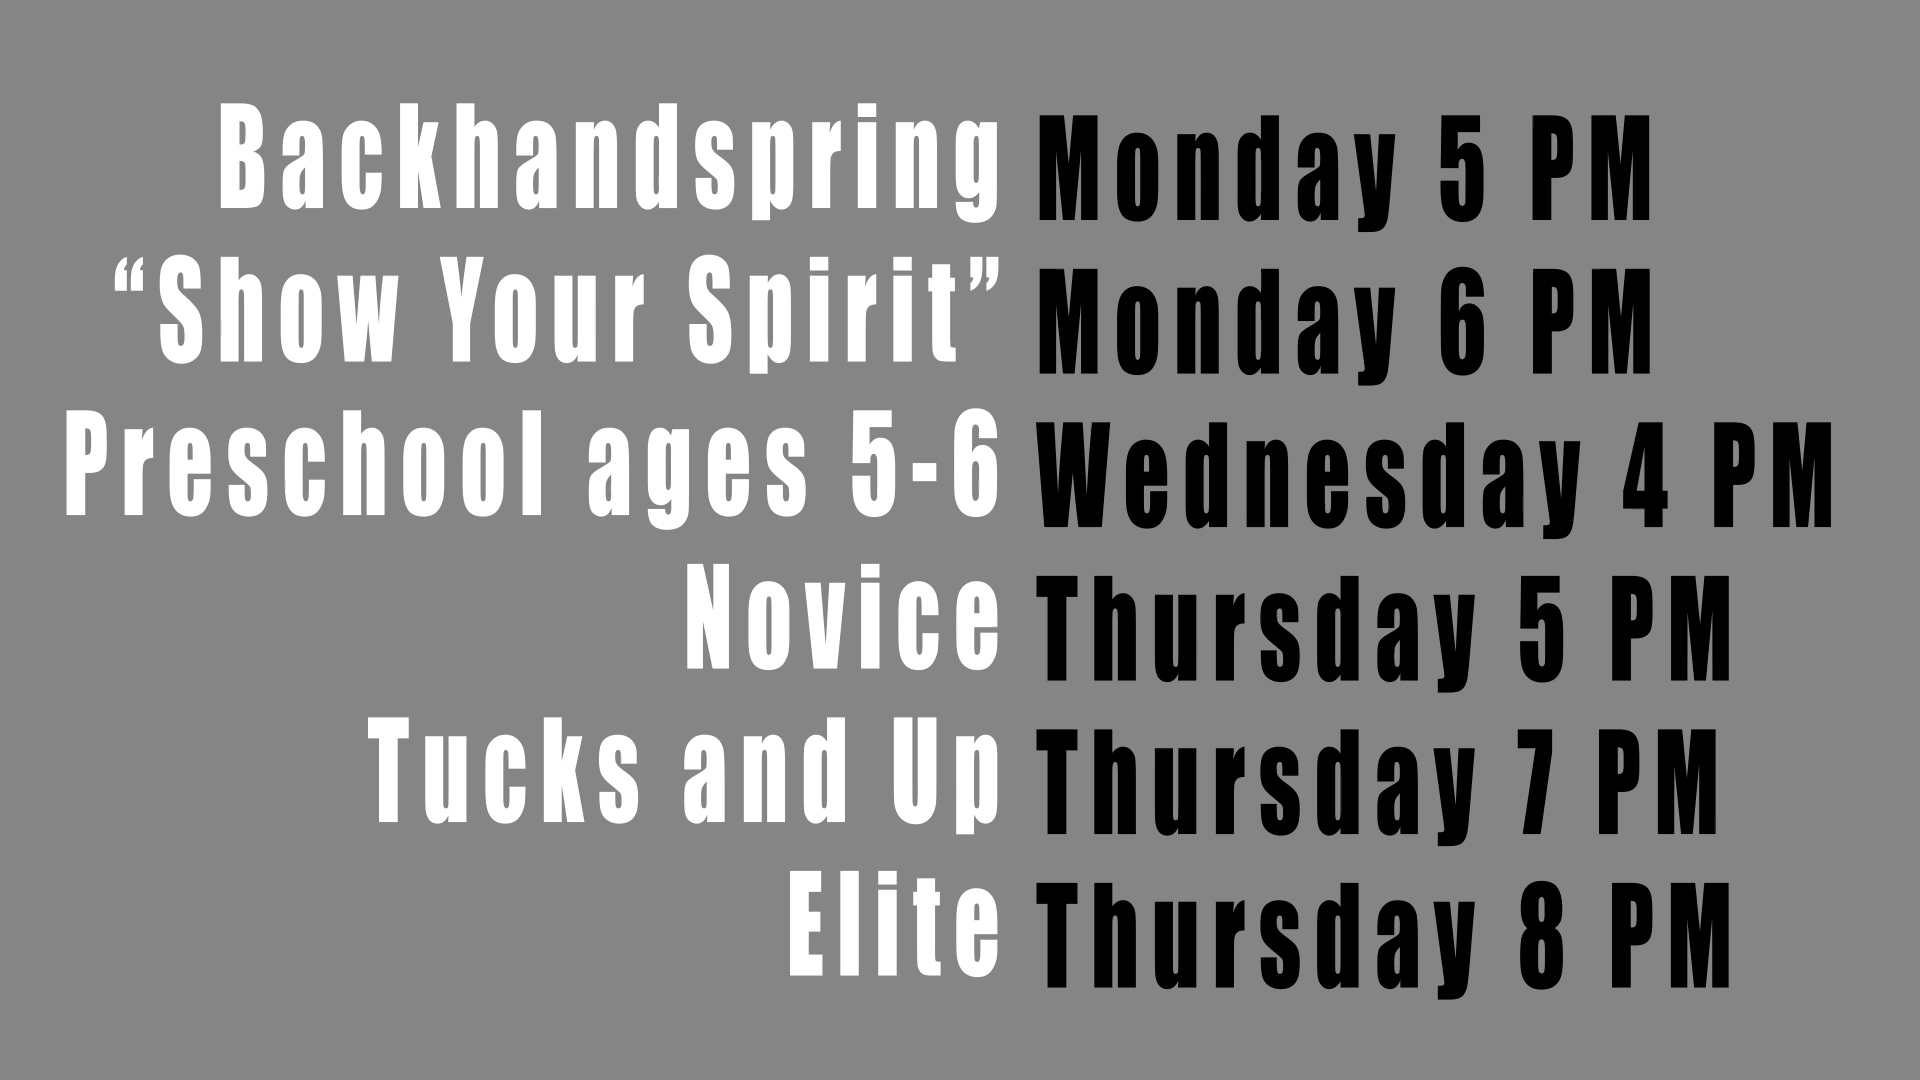 Backhandspring Monday 5 PM
“Show Your Spirit” Monday 6 PM
Preschool ages 5-6 Wednesday 4 PM
Novice Thursday 5 PM
Tucks and Up Thursday 7 PM
Elite Thursday 8 PM